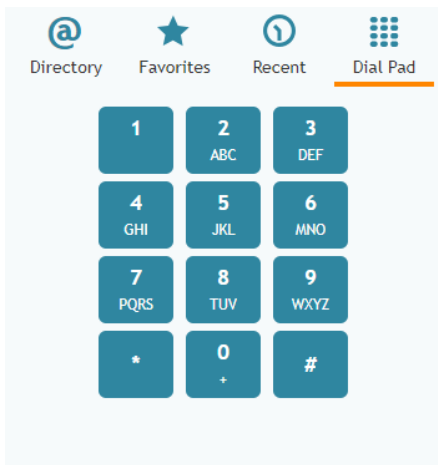 Directory Favorites Recent Dial Pad
1 2 3
ABC DEF
4 5 6
GHI JKL MNO
7 8 9
PQRS TUV WXYZ
* 0 #
+